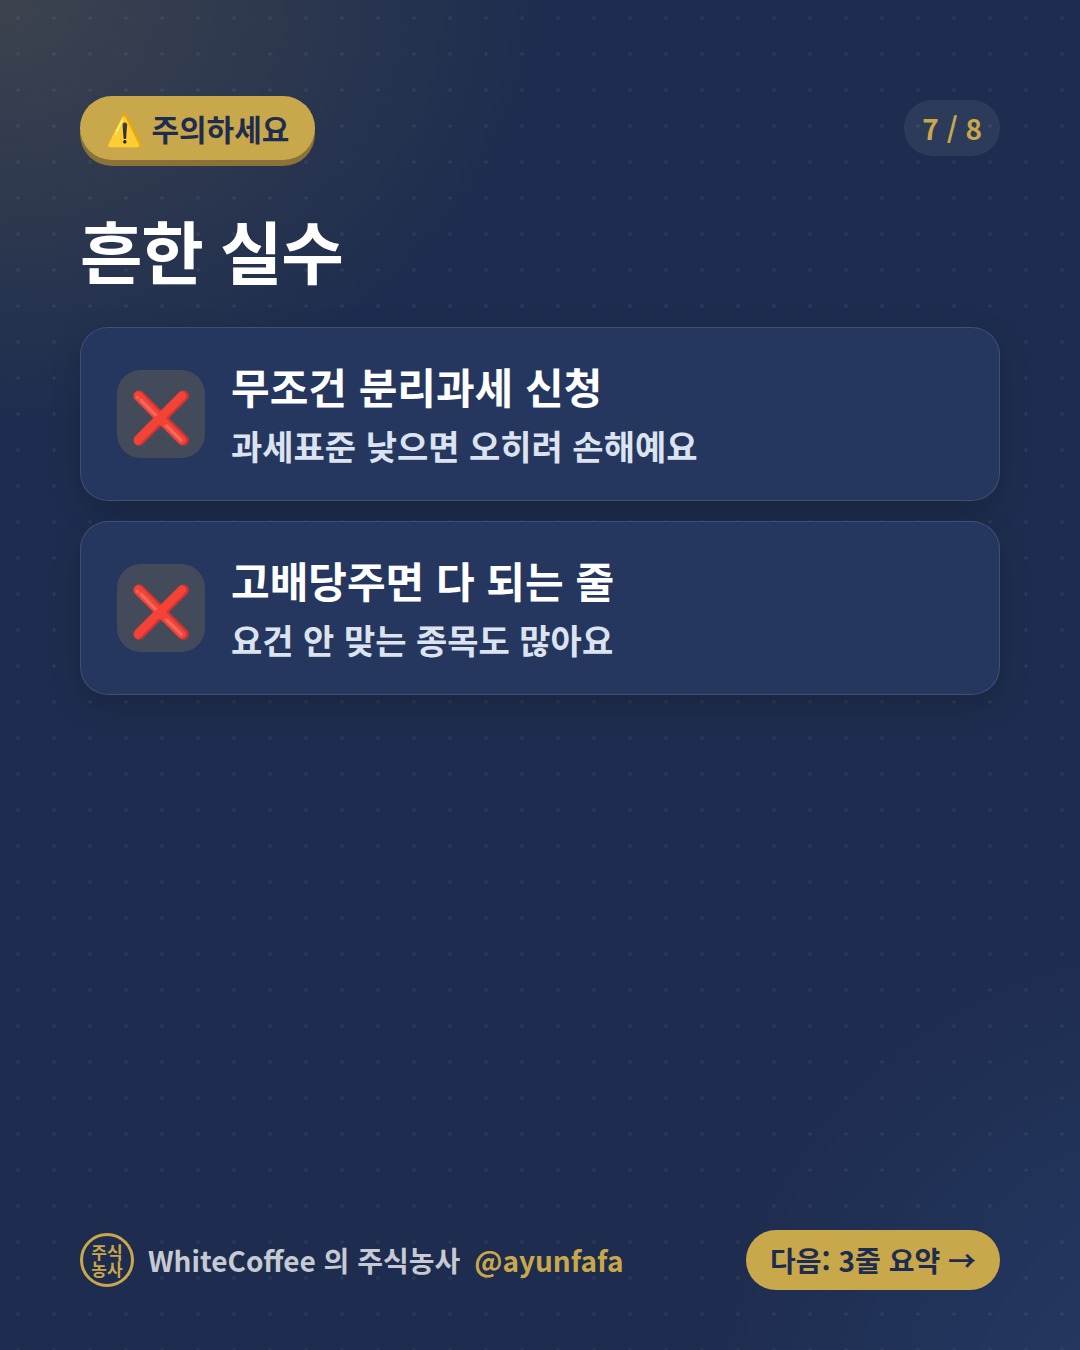 ⚠️ 주의하세요
7 / 8
흔한 실수
❌ 무조건 분리과세 신청
과세표준 낮으면 오히려 손해예요
❌ 고배당주면 다 되는 줄
요건 안 맞는 종목도 많아요
주식
농사
WhiteCoffee 의 주식농사 @ayunfafa
다음: 3줄 요약 →